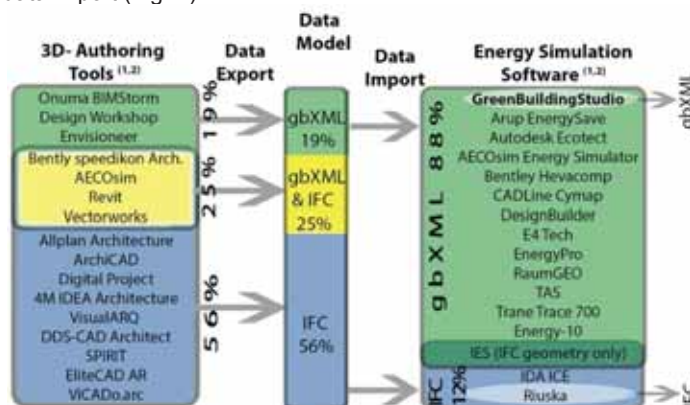 3D- Authoring
Tools (1,2)
Data
Export
Data
Model
Data
Import
Energy Simulation
Software (1,2)
Onuma BIMStorm
Design Workshop
Envisioneer
Bently speedikon Arch.
AECOsim
Revit
Vectorworks
Allplan Architecture
ArchiCAD
Digital Project
4M IDEA Architecture
VisualARQ
DDS-CAD Architect
SPIRIT
EliteCAD AR
ViCADo.arc
19%
25%
56%
gbXML
19%
gbXML
& IFC
25%
IFC
56%
gbXML 88%
IFC
12%
GreenBuildingStudio
Arup EnergySave
Autodesk Ecotect
AECOsim Energy Simulator
Bentley Hevacomp
CADLine Cymap
DesignBuilder
E4 Tech
EnergyPro
RaumGEO
TAS
Trane Trace 700
Energy-10
IES (IFC geometry only)
IDA ICE
Riuska
gbXML
IFC